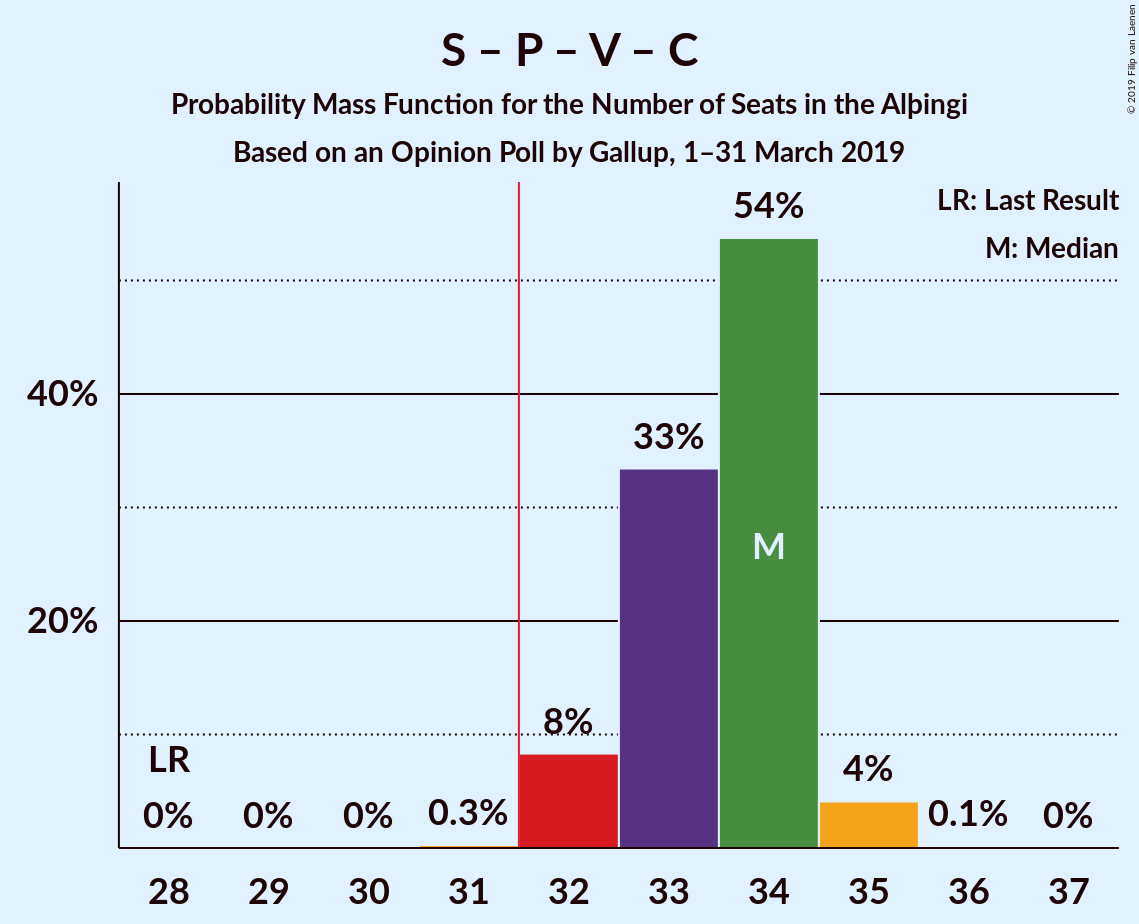 S – P – V – C
Probability Mass Function for the Number of Seats in the Alþingi
Based on an Opinion Poll by Gallup, 1–31 March 2019
© 2019 Filip van Laenen
LR: Last Result
M: Median
54%
40%
33%
M
20%
8%
LR
4%
0% 0% 0% 0.3% 0.1% 0%
28 29 30 31 32 33 34 35 36 37